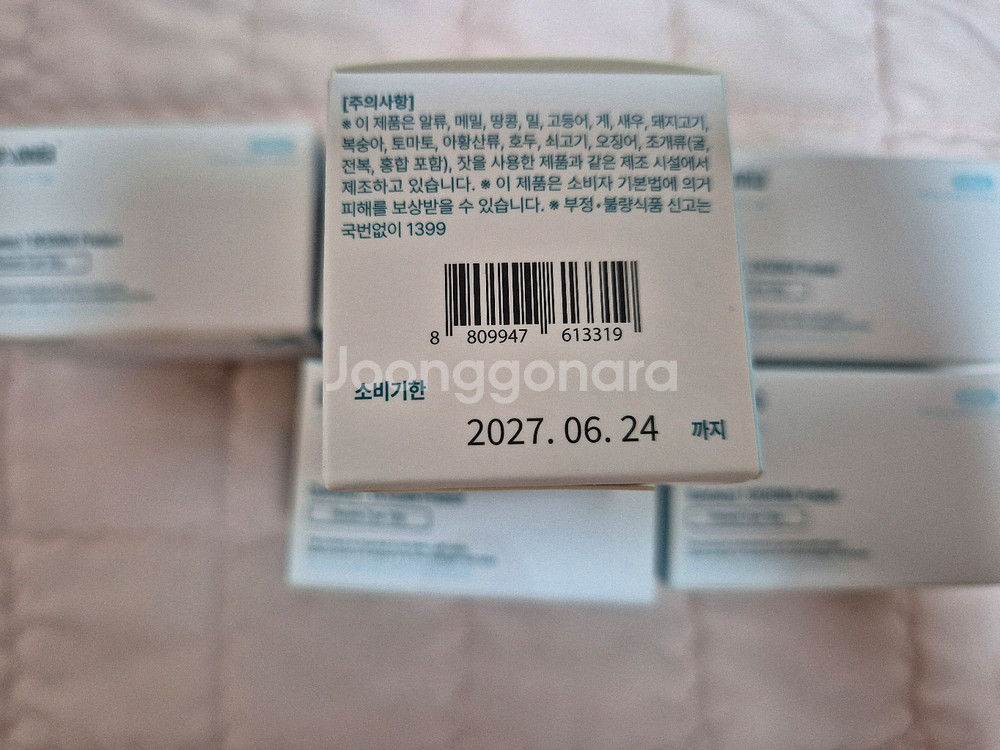 [주의사항]
※ 이 제품은 알류, 메밀, 땅콩, 밀, 고등어, 게, 새우, 돼지고기,
복숭아, 토마토, 아황산류, 호두, 쇠고기, 오징어, 조개류(굴,
전복, 홍합 포함), 잣을 사용한 제품과 같은 제조 시설에서
제조하고 있습니다. ※ 이 제품은 소비자 기본법에 의거
피해를 보상받을 수 있습니다. ※ 부정•불량식품 신고는
국번없이 1399
8 809947 613319
Joonggonara
소비기한
2027. 06. 24 까지